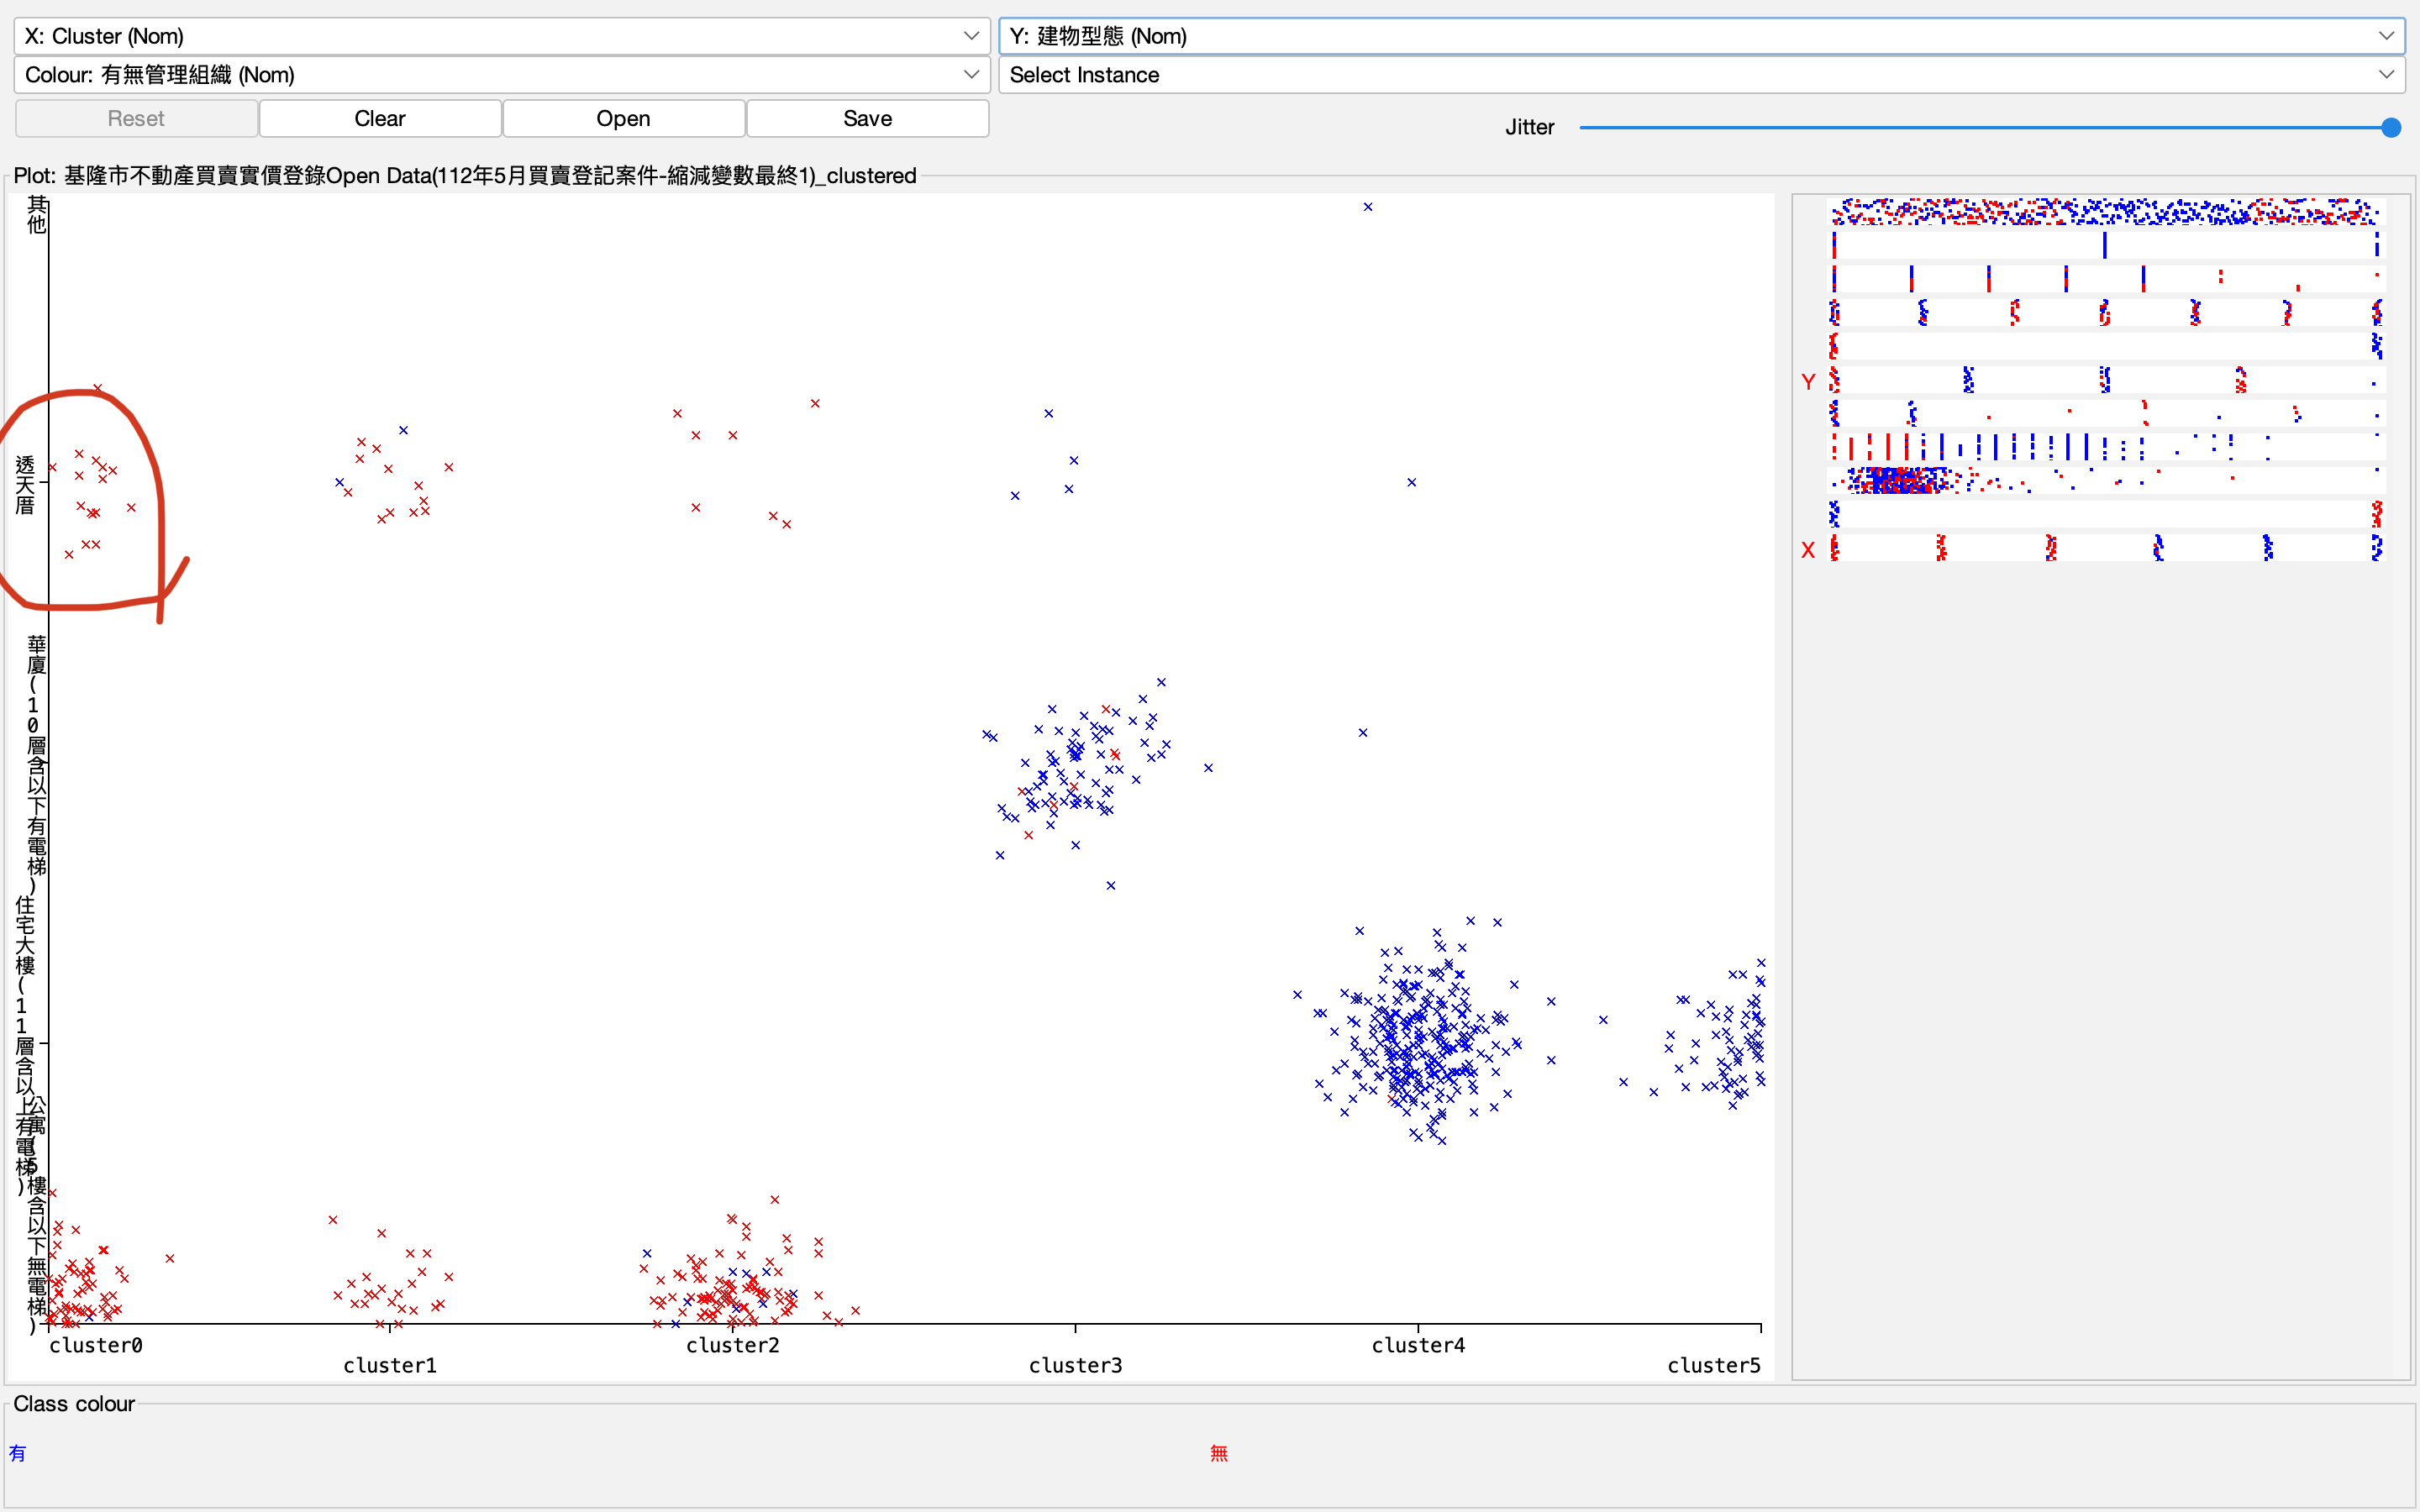 X: Cluster (Nom)
Y: 建物型態 (Nom)
Colour: 有無管理組織 (Nom)
Select Instance
Reset
Clear
Open
Save
Jitter
Plot: 基隆市不動產買賣實價登錄Open Data(112年5月買賣登記案件-縮減變數最終1)_clustered
其他
透天厝
華廈(10層含以下有電梯)
住宅大樓(11層含以上有電梯)
公寓(5樓含以下無電梯)
cluster0
cluster1
cluster2
cluster3
cluster4
cluster5
Y
X
Class colour
有
無